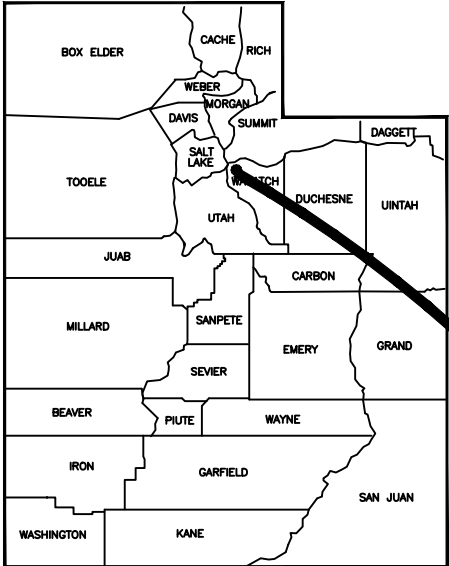 BOX ELDER
CACHE
RICH
WEBER
MORGAN
DAVIS
SUMMIT
DAGGETT
SALT
LAKE
TOOELE
WASATCH
DUCHESNE
UINTAH
UTAH
JUAB
CARBON
MILLARD
SANPETE
EMERY
GRAND
SEVIER
BEAVER
PIUTE
WAYNE
IRON
GARFIELD
SAN JUAN
WASHINGTON
KANE